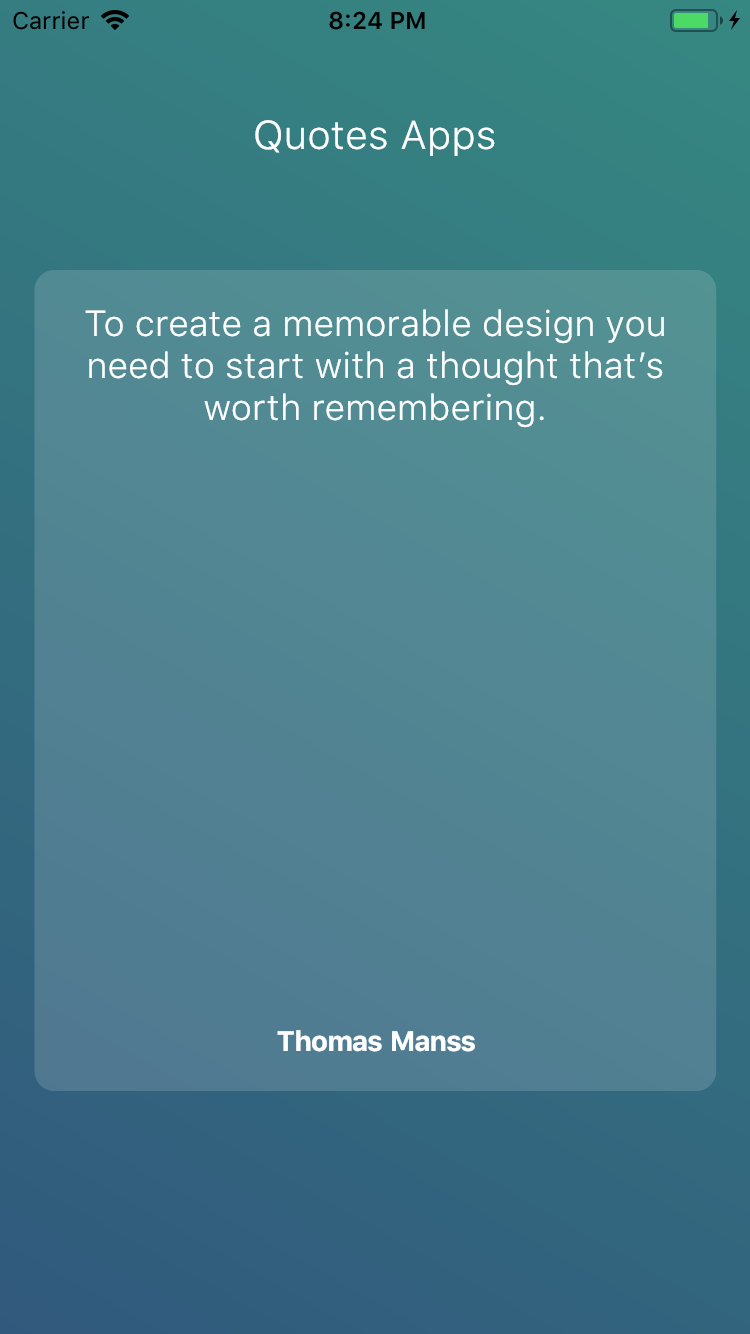 Carrier 8:24 PM
Quotes Apps
To create a memorable design you
need to start with a thought that’s
worth remembering.
Thomas Manss